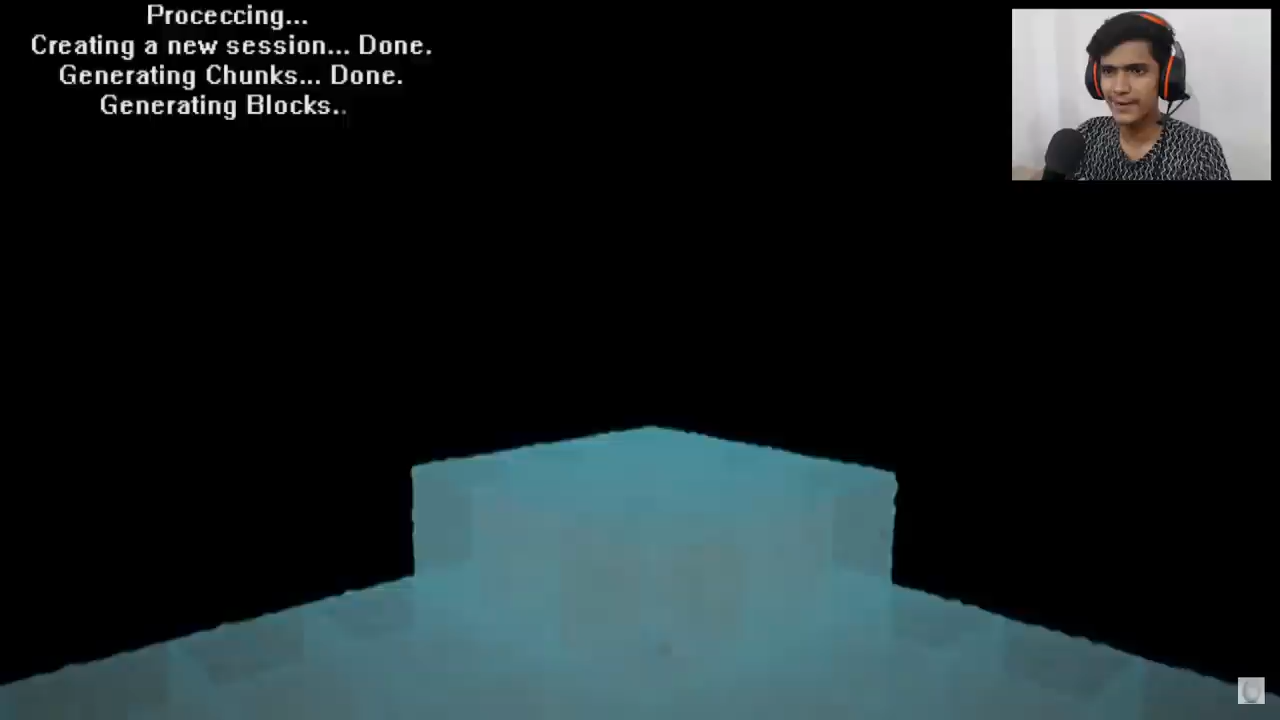 Proceccing...
Creating a new session... Done.
Generating Chunks... Done.
Generating Blocks..